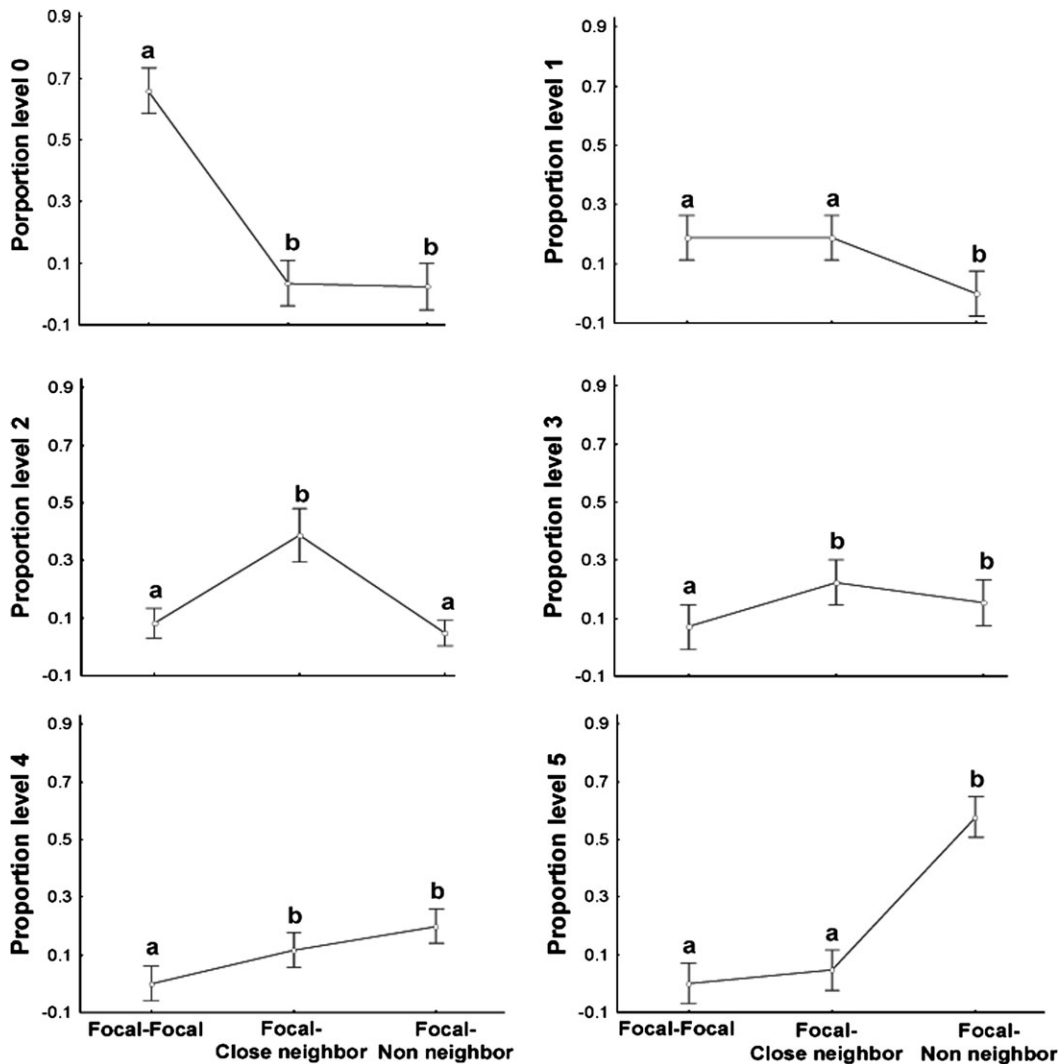 Porportion level 0
0.9
0.7
0.5
0.3
0.1
-0.1
a
b
b
Proportion level 1
0.9
0.7
0.5
0.3
0.1
-0.1
a
a
b
Proportion level 2
0.9
0.7
0.5
0.3
0.1
-0.1
a
b
a
Proportion level 3
0.9
0.7
0.5
0.3
0.1
-0.1
a
b
b
Proportion level 4
0.9
0.7
0.5
0.3
0.1
-0.1
a
b
b
Focal-Focal
Focal-
Close neighbor
Focal-
Non neighbor
Proportion level 5
0.9
0.7
0.5
0.3
0.1
-0.1
a
a
b
Focal-Focal
Focal-
Close neighbor
Focal-
Non neighbor